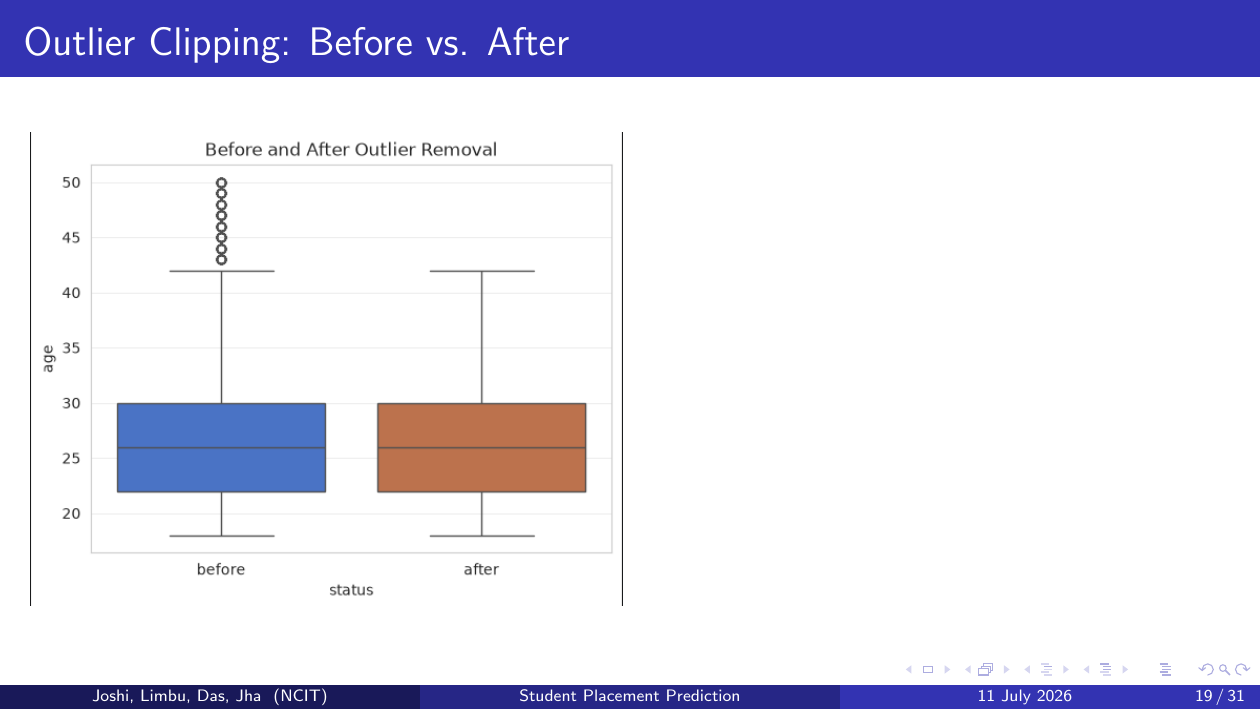 Outlier Clipping: Before vs. After
Before and After Outlier Removal
50
45
40
35
30
25
20
age
before
after
status
Joshi, Limbu, Das, Jha (NCIT)
Student Placement Prediction
11 July 2026
19 / 31